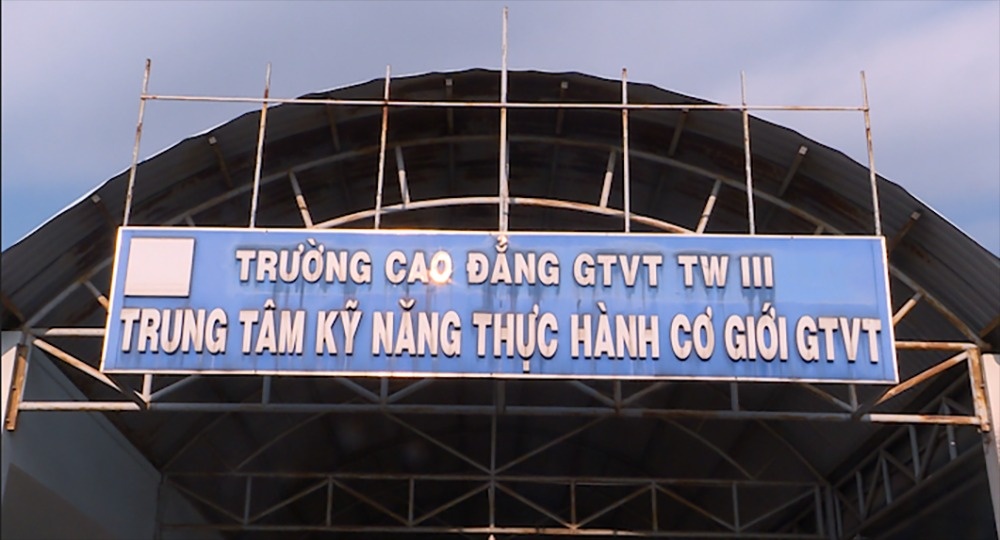 TRƯỜNG CAO ĐẲNG GTVT TW III
TRUNG TÂM KỸ NĂNG THỰC HÀNH CƠ GIỚI GTVT